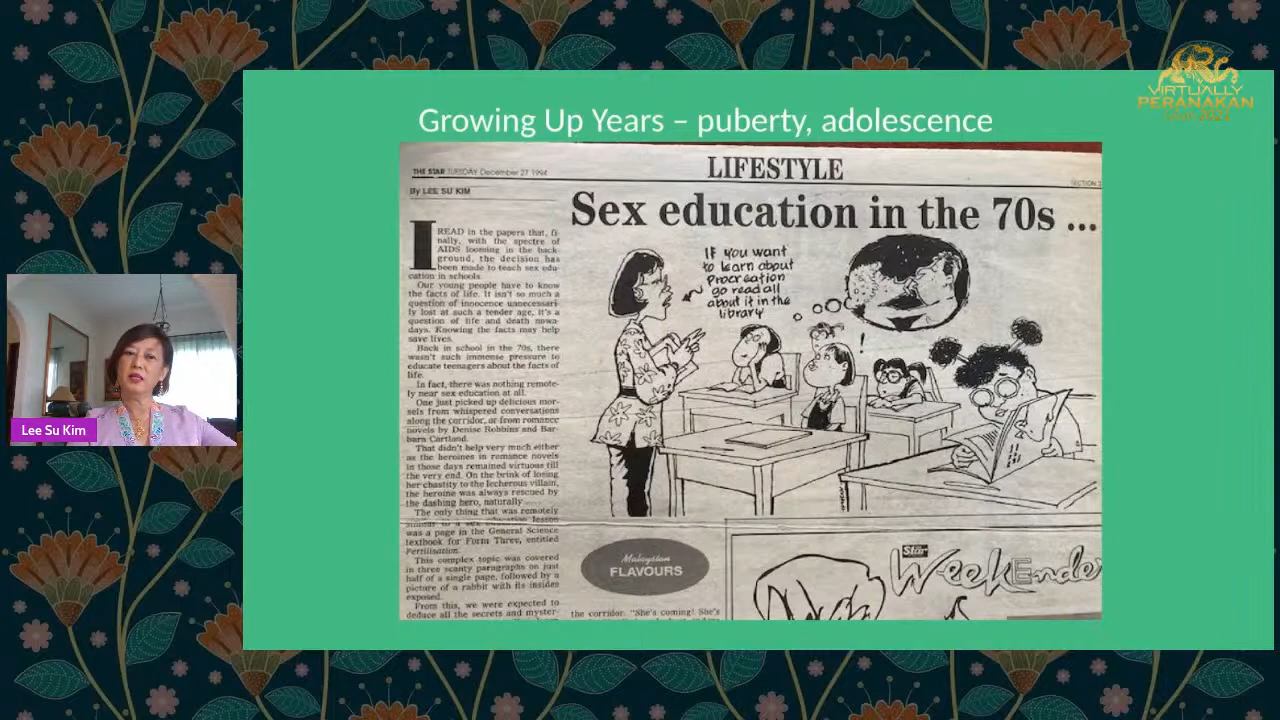 VIRTUALLY
PERANAKAN
Growing Up Years – puberty, adolescence
THE STAR TUESDAY December 27, 1994
LIFESTYLE
By LEE SU KIM
Sex education in the 70s ...
I READ in the papers that, fi-
nally, with the spectre of
AIDS looming in the back-
ground, the decision has
been made to teach sex edu-
cation in schools.
Our young people have to know
the facts of life. It isn't so much a
question of innocence unnecessari-
ly lost at such a tender age, it's a
question of life and death nowa-
days. Knowing the facts may help
save lives.
Back in school in the 70s, there
wasn't such immense pressure to
educate teenagers about the facts of
life.
In fact, there was nothing remote-
ly near sex education at all.
One just picked up delicious mor-
sels from whispered conversations
along the corridor, or from romance
novels by Denise Robbins and Bar-
bara Cartland.
That didn't help very much either
as the heroines in romance novels
in those days remained virtuous till
the very end. On the brink of losing
her chastity to the lecherous villain,
the heroine was always rescued by
the dashing hero, naturally
The only thing that was remotely
similar to a sex education lesson
was a page in the General Science
textbook for Form Three, entitled
Fertilisation.
This complex topic was covered
in three scanty paragraphs on just
half of a single page, followed by a
picture of a rabbit with its insides
exposed.
From this, we were expected to
deduce all the secrets and myster-
IF YOU WANT
to learn about
Procreation
go read all
about it in the
library
!
Malaysian
FLAVOURS
the corridor. "She's coming! She's
Star
Weekender
Lee Su Kim